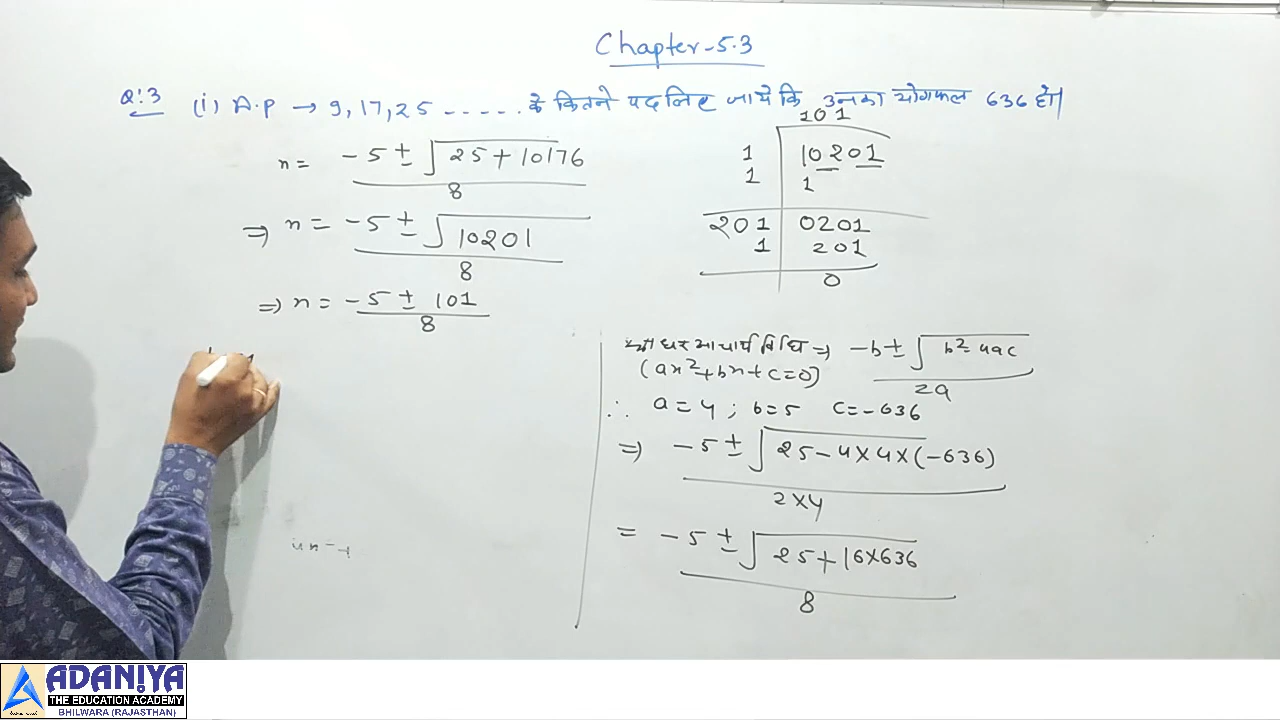 Chapter-5.3
Q:3 (i) A.P → 9,17,25 ------ के कितने पद लिए जाये कि उनका योगफल 636 हो।
n = -5 ± √25+10176
8
⇒ n = -5 ± √10201
8
⇒ n = -5 ± 101
8
101
1 10201
1 1
201 0201
1 201
0
विधि ⇒ -b ± √b²-4ac
2a
(ax²+bx+c=0)
∴ a=4 ; b=5 c=-636
⇒ -5 ± √25-4×4×(-636)
2×4
= -5 ± √25+16×636
8
ADANIYA
THE EDUCATION ACADEMY
BHILWARA (RAJASTHAN)